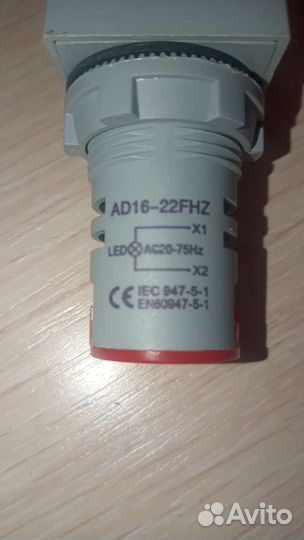 AD16-22FHZ
X1
LED AC20-75Hz
X2
CE IEC 947-5-1
EN60947-5-1
Avito